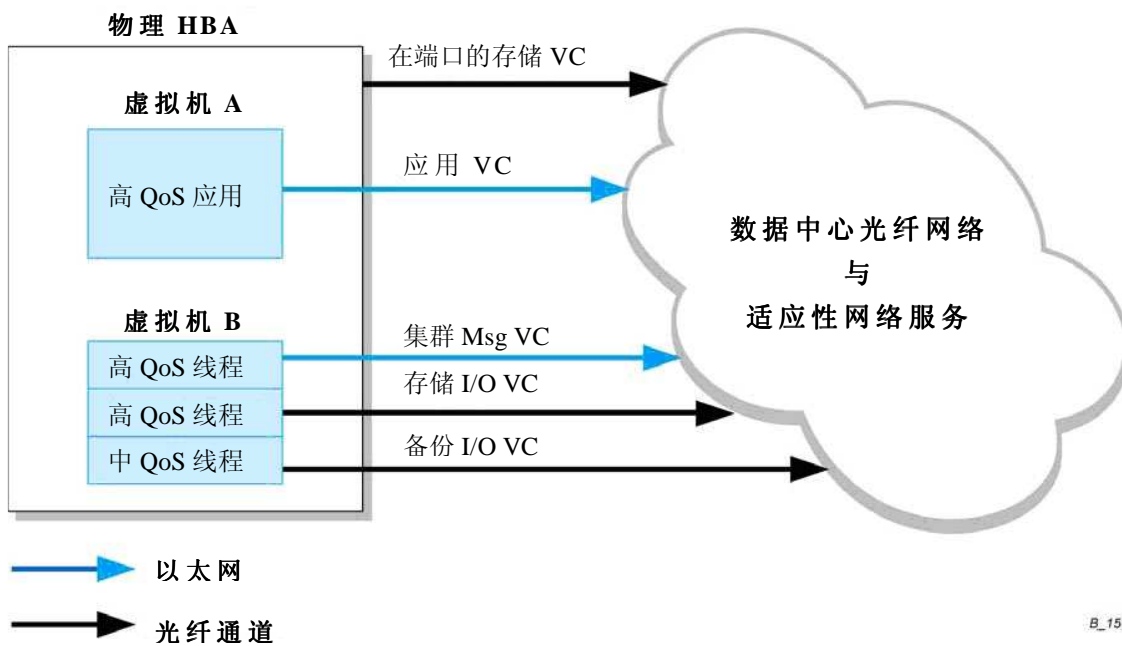 物理 HBA
在端口的存储 VC
虚拟机 A
应用 VC
高 QoS 应用
数据中心光纤网络
与
适应性网络服务
虚拟机 B
集群 Msg VC
高 QoS 线程
存储 I/O VC
高 QoS 线程
备份 I/O VC
中 QoS 线程
以太网
光纤通道
B_15